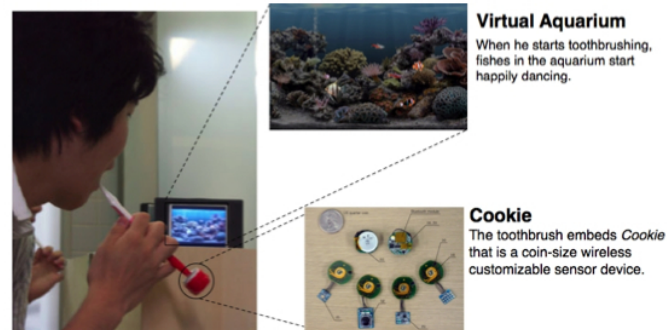 Virtual Aquarium
When he starts toothbrushing,
fishes in the aquarium start
happily dancing.
Cookie
The toothbrush embeds Cookie
that is a coin-size wireless
customizable sensor device.